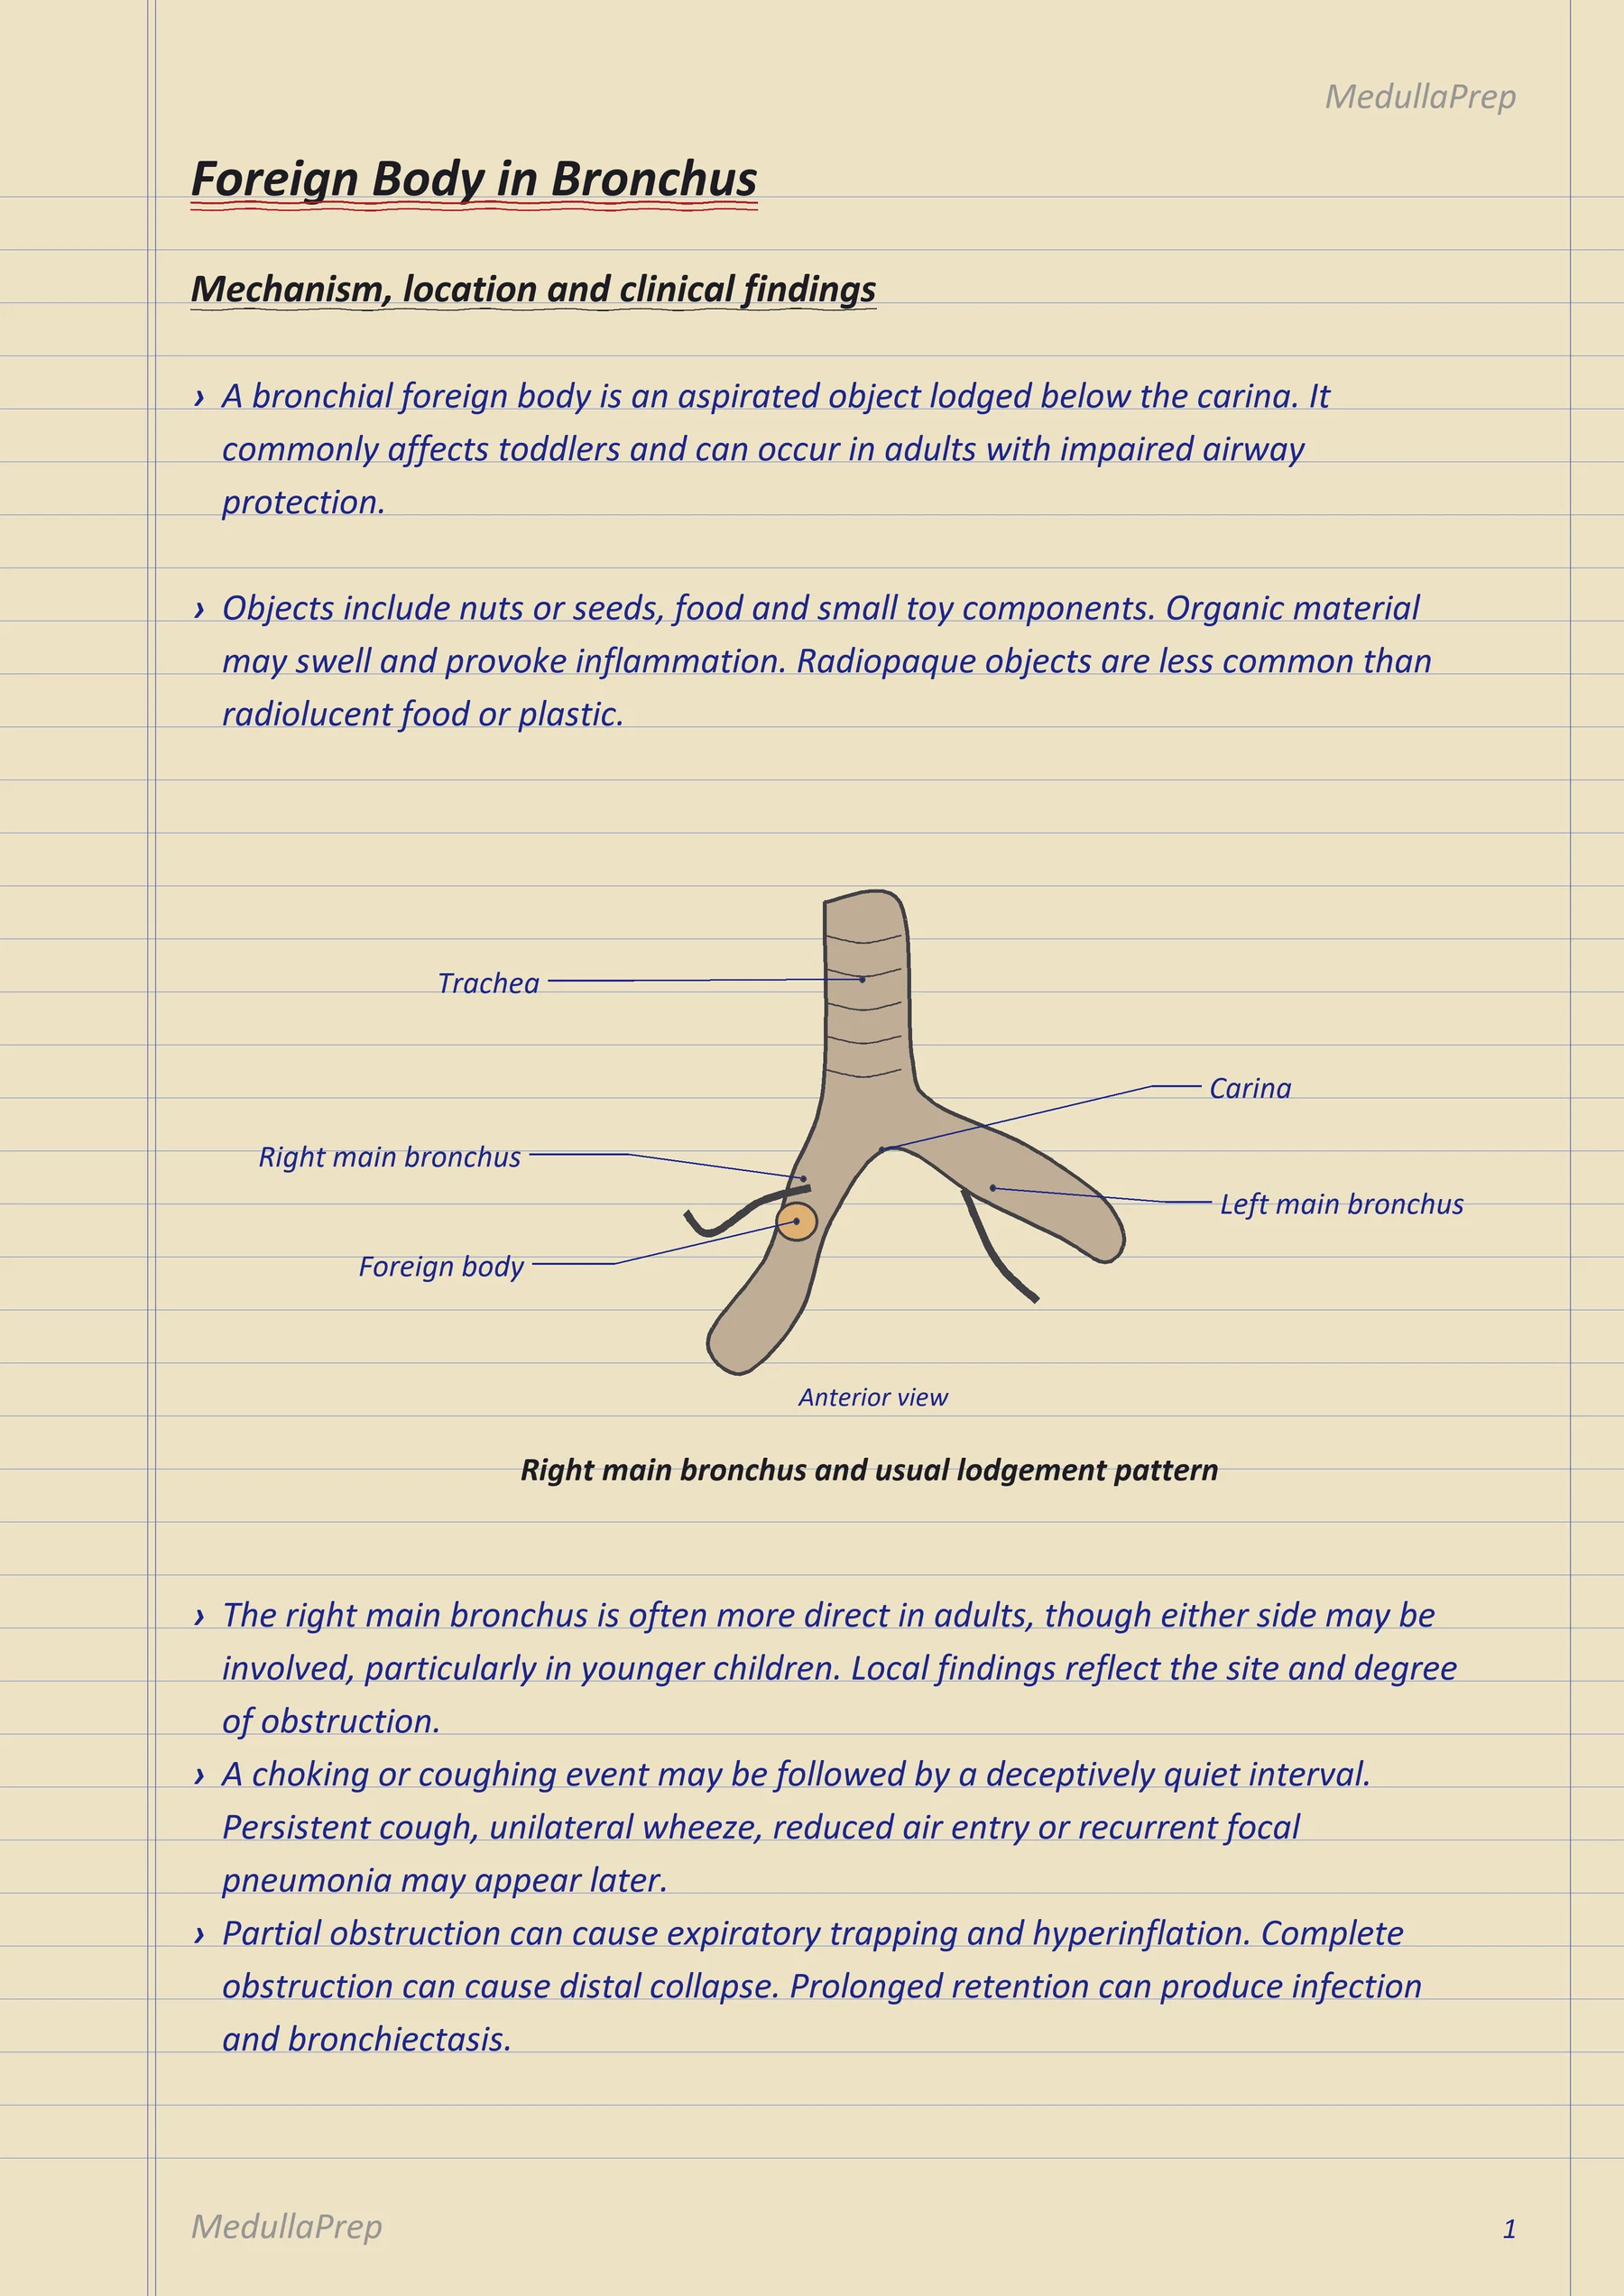 MedullaPrep
Foreign Body in Bronchus
Mechanism, location and clinical findings
› A bronchial foreign body is an aspirated object lodged below the carina. It
commonly affects toddlers and can occur in adults with impaired airway
protection.
› Objects include nuts or seeds, food and small toy components. Organic material
may swell and provoke inflammation. Radiopaque objects are less common than
radiolucent food or plastic.
Trachea
Carina
Right main bronchus
Left main bronchus
Foreign body
Anterior view
Right main bronchus and usual lodgement pattern
› The right main bronchus is often more direct in adults, though either side may be
involved, particularly in younger children. Local findings reflect the site and degree
of obstruction.
› A choking or coughing event may be followed by a deceptively quiet interval.
Persistent cough, unilateral wheeze, reduced air entry or recurrent focal
pneumonia may appear later.
› Partial obstruction can cause expiratory trapping and hyperinflation. Complete
obstruction can cause distal collapse. Prolonged retention can produce infection
and bronchiectasis.
MedullaPrep
1